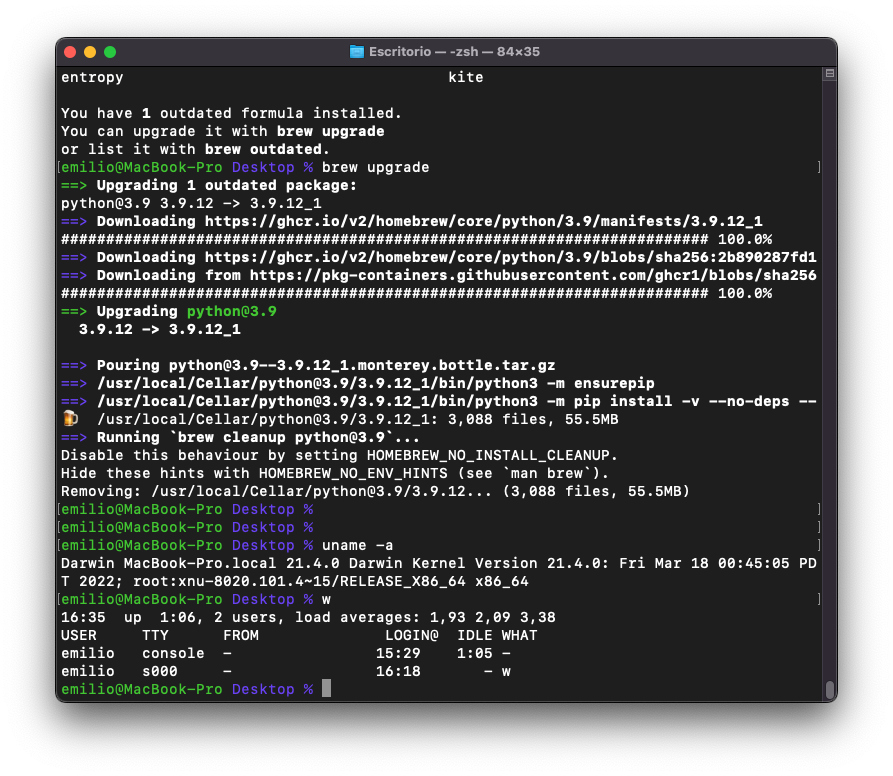 Escritorio — -zsh — 84×35
entropy kite
You have 1 outdated formula installed.
You can upgrade it with brew upgrade
or list it with brew outdated.
[emilio@MacBook-Pro Desktop % brew upgrade ]
==> Upgrading 1 outdated package:
python@3.9 3.9.12 -> 3.9.12_1
==> Downloading https://ghcr.io/v2/homebrew/core/python/3.9/manifests/3.9.12_1
######################################################################## 100.0%
==> Downloading https://ghcr.io/v2/homebrew/core/python/3.9/blobs/sha256:2b890287fd1
==> Downloading from https://pkg-containers.githubusercontent.com/ghcr1/blobs/sha256
######################################################################## 100.0%
==> Upgrading python@3.9
3.9.12 -> 3.9.12_1
==> Pouring python@3.9--3.9.12_1.monterey.bottle.tar.gz
==> /usr/local/Cellar/python@3.9/3.9.12_1/bin/python3 -m ensurepip
==> /usr/local/Cellar/python@3.9/3.9.12_1/bin/python3 -m pip install -v --no-deps --
🍺 /usr/local/Cellar/python@3.9/3.9.12_1: 3,088 files, 55.5MB
==> Running `brew cleanup python@3.9`...
Disable this behaviour by setting HOMEBREW_NO_INSTALL_CLEANUP.
Hide these hints with HOMEBREW_NO_ENV_HINTS (see `man brew`).
Removing: /usr/local/Cellar/python@3.9/3.9.12... (3,088 files, 55.5MB)
[emilio@MacBook-Pro Desktop % ]
[emilio@MacBook-Pro Desktop % ]
[emilio@MacBook-Pro Desktop % uname -a ]
Darwin MacBook-Pro.local 21.4.0 Darwin Kernel Version 21.4.0: Fri Mar 18 00:45:05 PD
T 2022; root:xnu-8020.101.4~15/RELEASE_X86_64 x86_64
[emilio@MacBook-Pro Desktop % w ]
16:35 up 1:06, 2 users, load averages: 1,93 2,09 3,38
USER TTY FROM LOGIN@ IDLE WHAT
emilio console - 15:29 1:05 -
emilio s000 - 16:18 - w
emilio@MacBook-Pro Desktop %